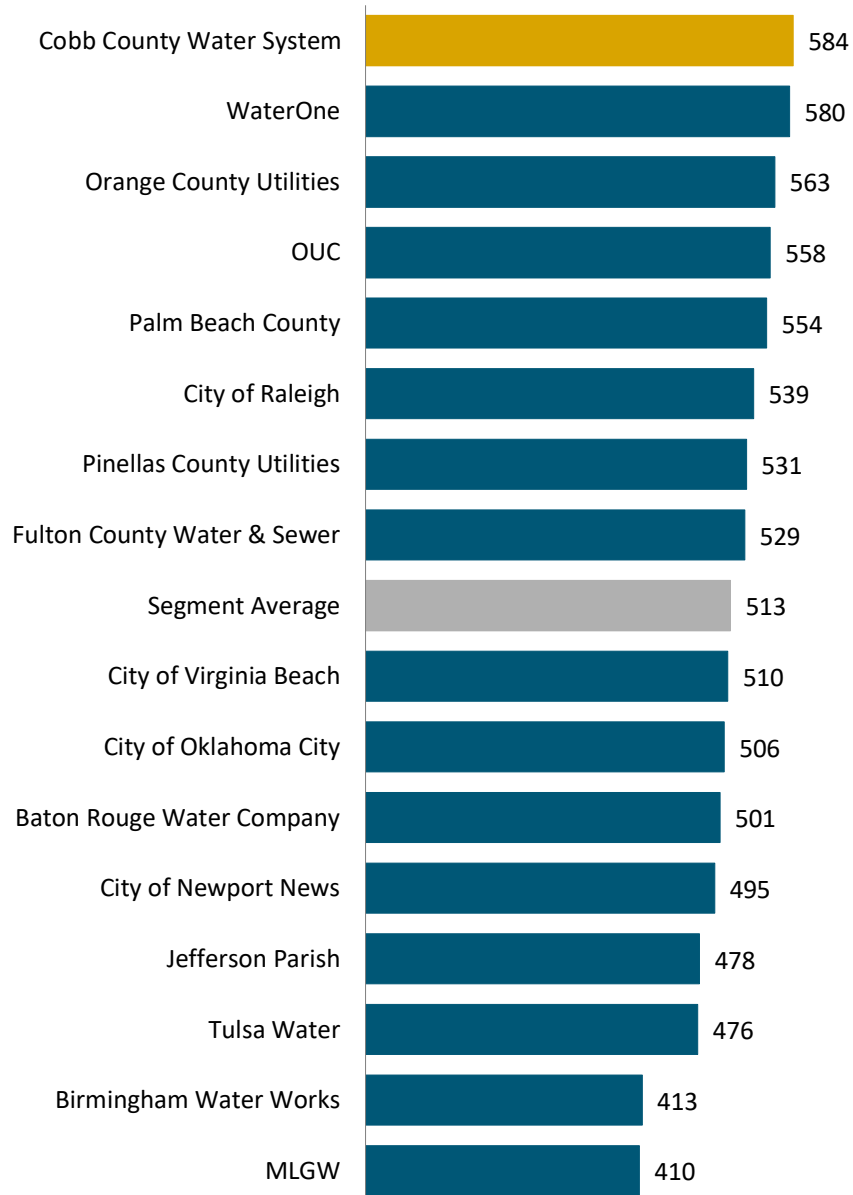 Cobb County Water System 584
WaterOne 580
Orange County Utilities 563
OUC 558
Palm Beach County 554
City of Raleigh 539
Pinellas County Utilities 531
Fulton County Water & Sewer 529
Segment Average 513
City of Virginia Beach 510
City of Oklahoma City 506
Baton Rouge Water Company 501
City of Newport News 495
Jefferson Parish 478
Tulsa Water 476
Birmingham Water Works 413
MLGW 410